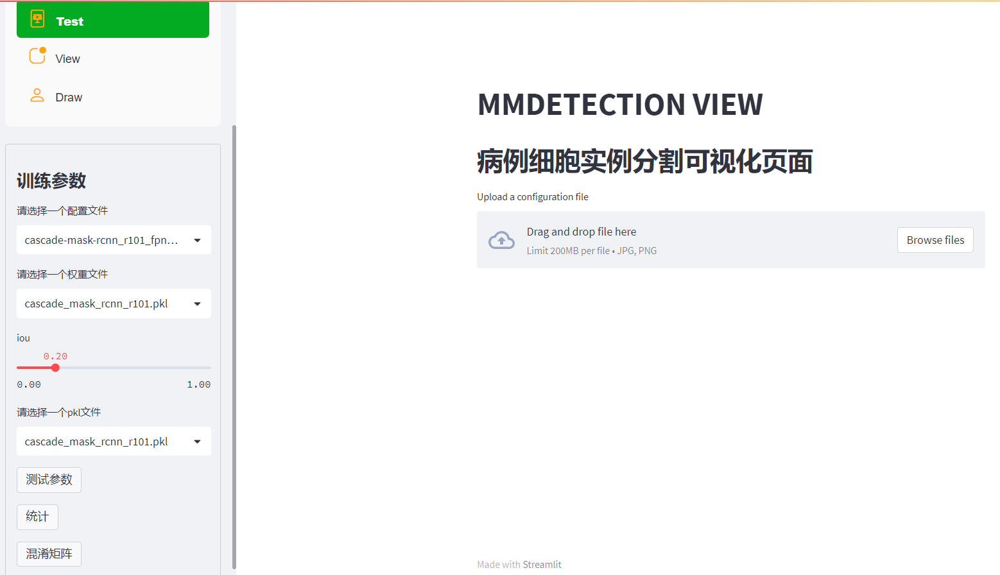 Test
View
Draw
训练参数
请选择一个配置文件
cascade-mask-rcnn_r101_fpn...
请选择一个权重文件
cascade_mask_rcnn_r101.pkl
iou
0.20
0.00 1.00
请选择一个pkl文件
cascade_mask_rcnn_r101.pkl
测试参数
统计
混淆矩阵
MMDETECTION VIEW
病例细胞实例分割可视化页面
Upload a configuration file
Drag and drop file here
Limit 200MB per file • JPG, PNG
Browse files
Made with Streamlit